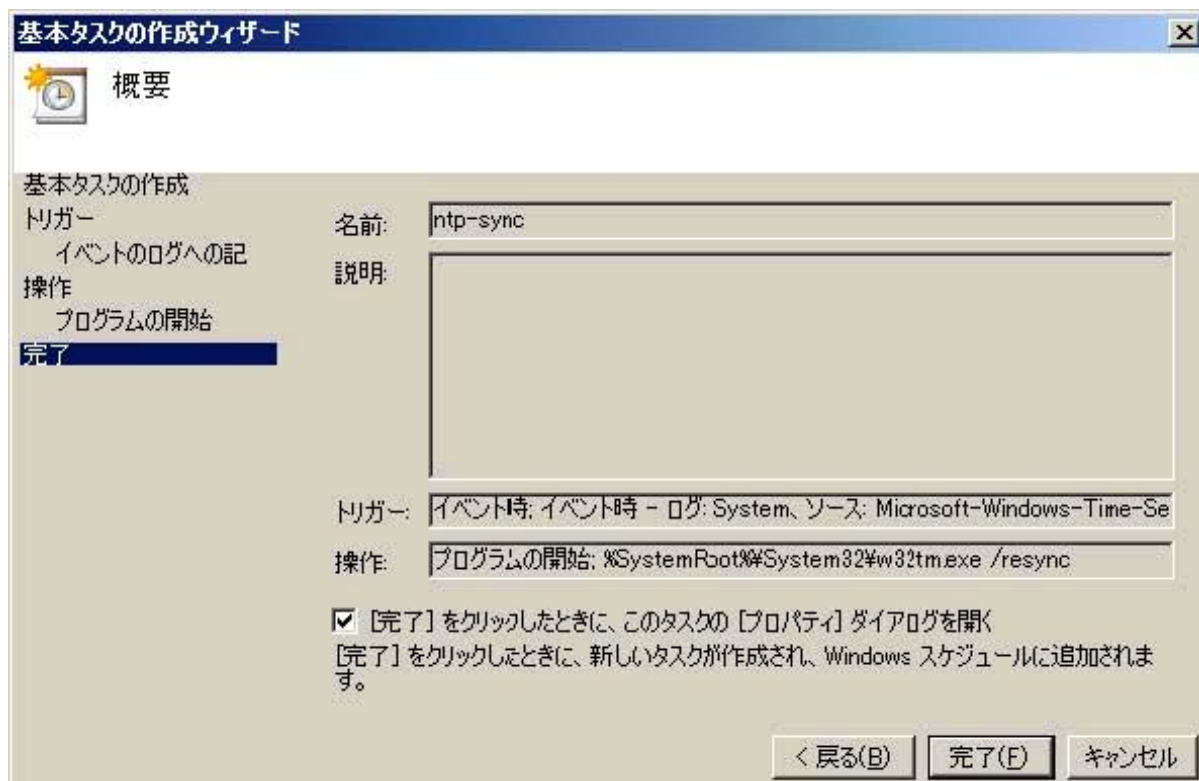 基本タスクの作成ウィザード
概要
基本タスクの作成
トリガー
イベントのログへの記
操作
プログラムの開始
完了
名前: ntp-sync
説明:
トリガー: イベント時; イベント時 - ログ: System、ソース: Microsoft-Windows-Time-Se
操作: プログラムの開始; %SystemRoot%¥System32¥w32tm.exe /resync
[完了] をクリックしたときに、このタスクの [プロパティ] ダイアログを開く
[完了] をクリックしたときに、新しいタスクが作成され、Windows スケジュールに追加されま
す。
< 戻る(B) 完了(F) キャンセル